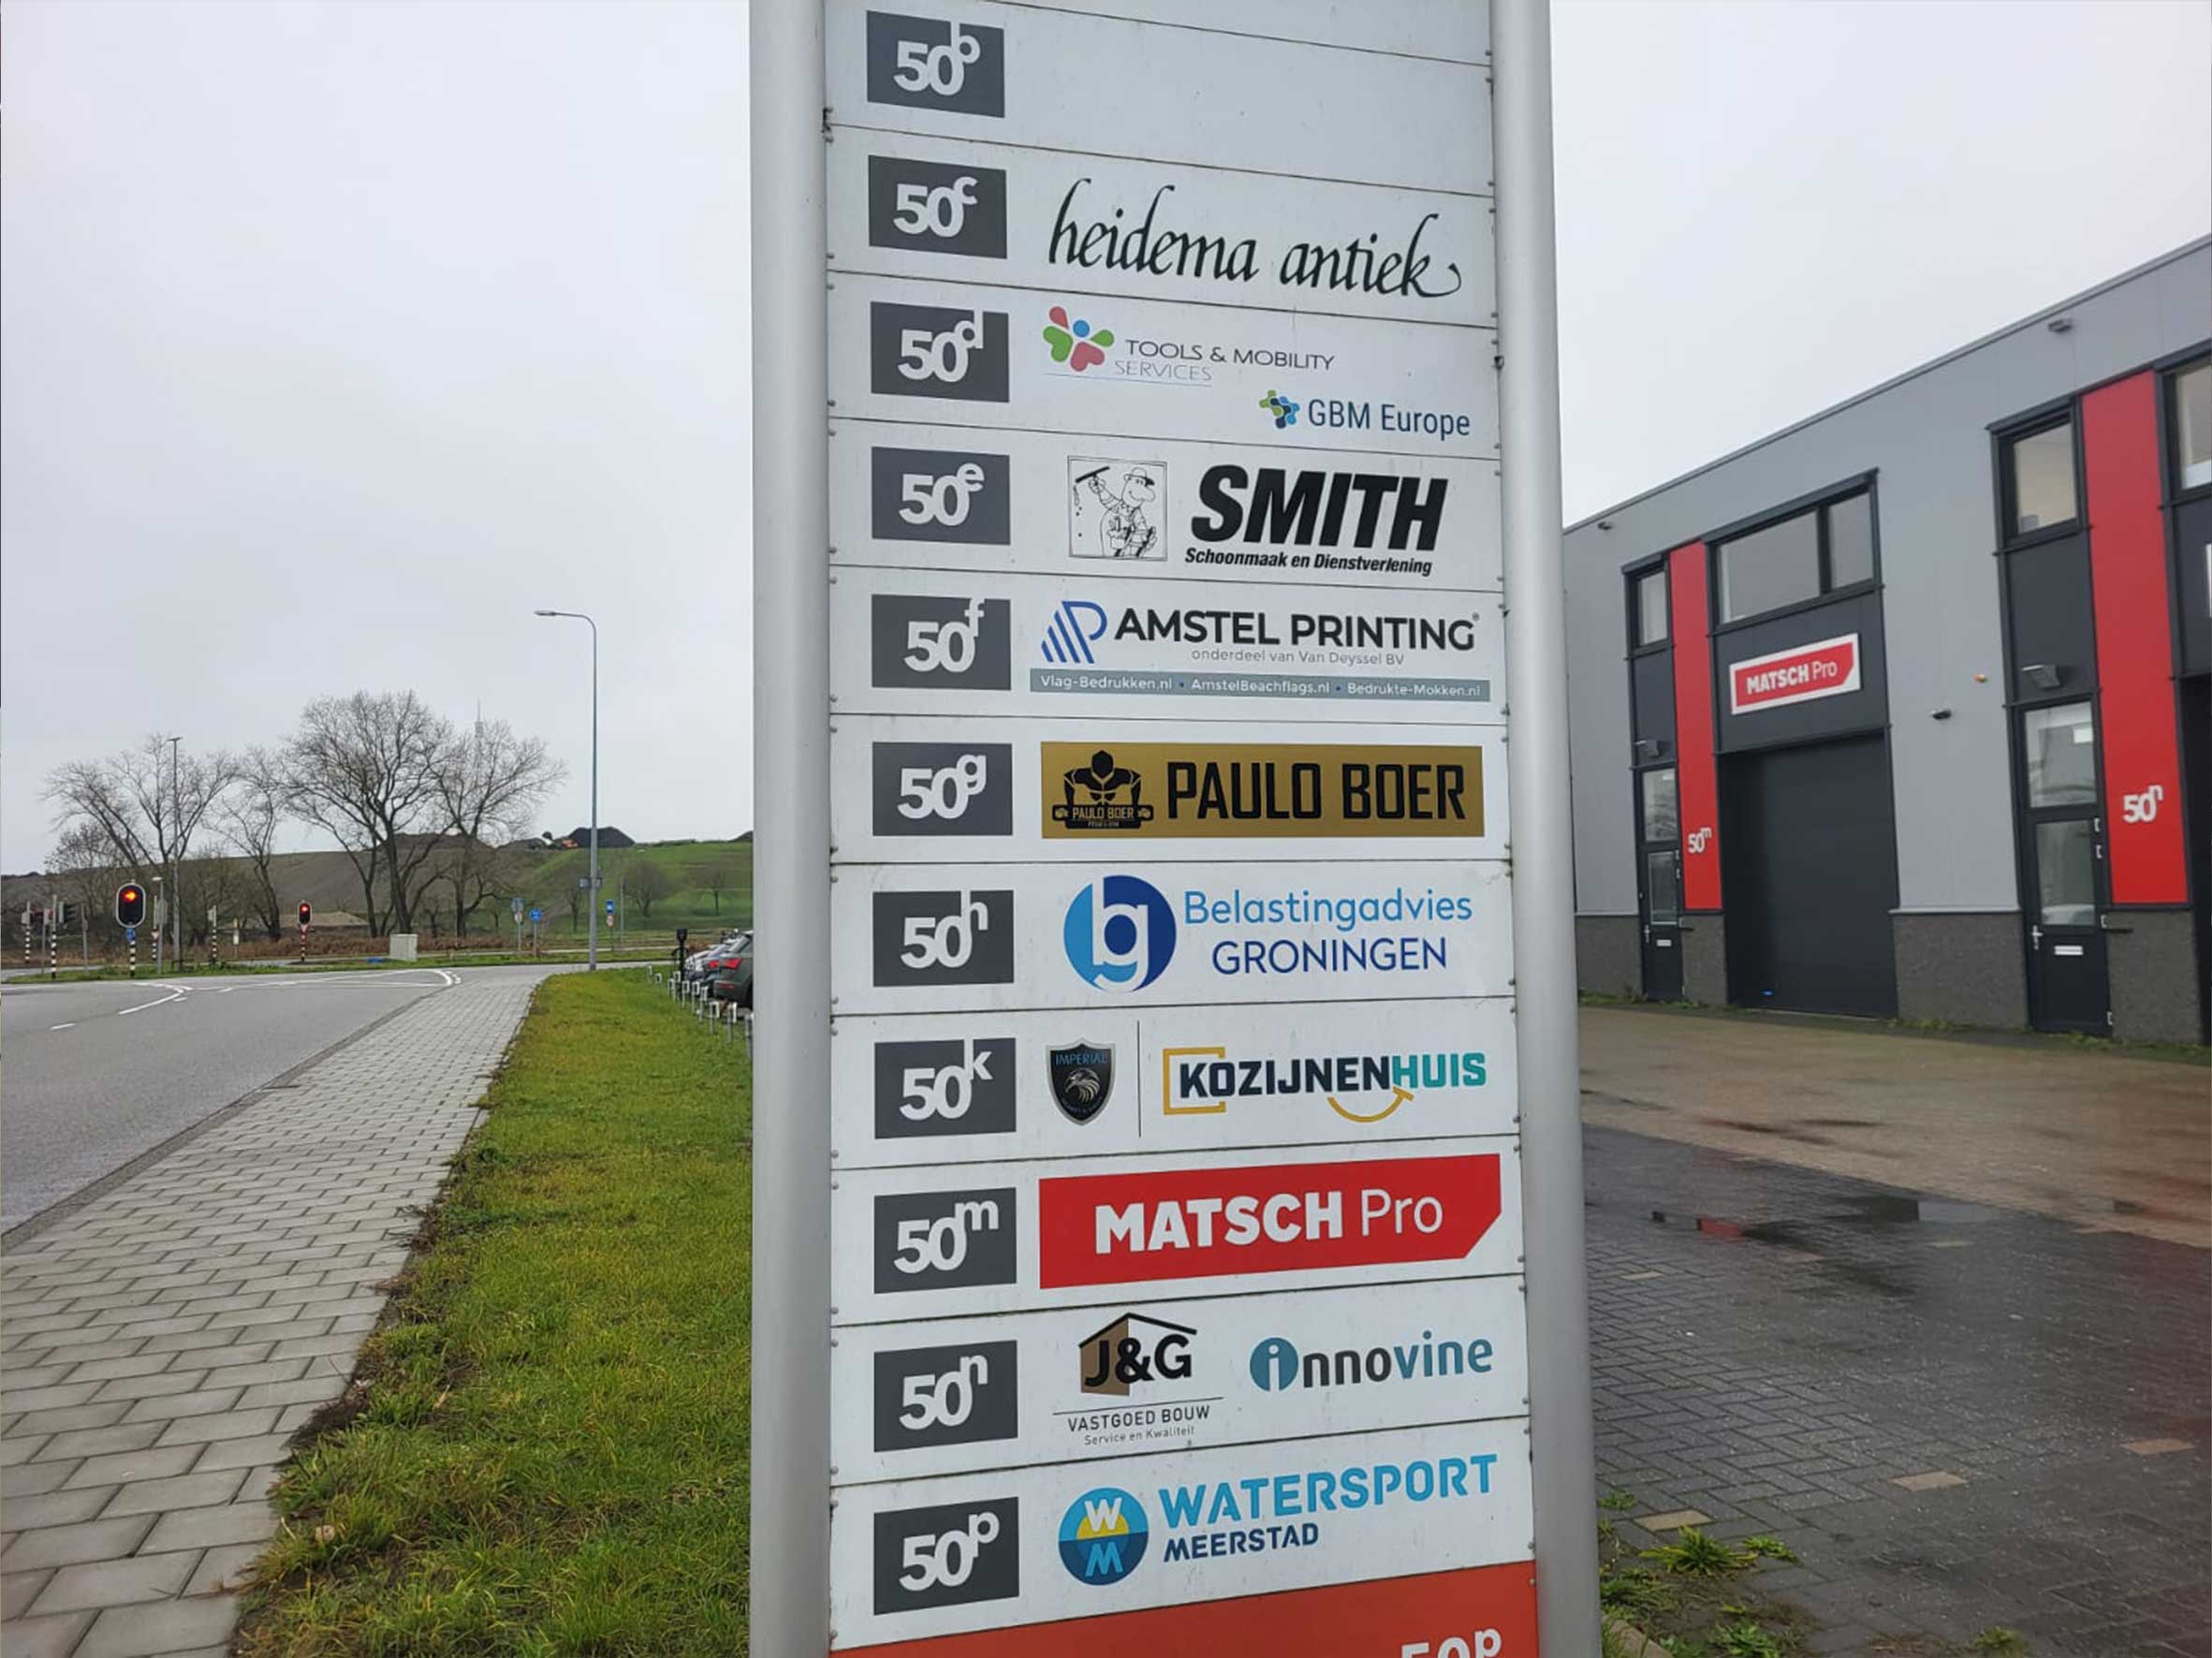 50b
50c
heidema antiek
50d
TOOLS & MOBILITY
SERVICES
GBM Europe
50e
SMITH
Schoonmaak en Dienstverlening
50f
AMSTEL PRINTING®
onderdeel van Van Deyssel BV
Vlag-Bedrukken.nl • AmstelBeachflags.nl • Bedrukte-Mokken.nl
50g
PAULO BOER
PAULO BOER
50h
bg
Belastingadvies
GRONINGEN
50k
IMPERIAL
KOZIJNENHUIS
50m
MATSCH Pro
50n
J&G
VASTGOED BOUW
Service en Kwaliteit
innovine
50p
WM
WATERSPORT
MEERSTAD
50p
MATSCH Pro
50m
50n